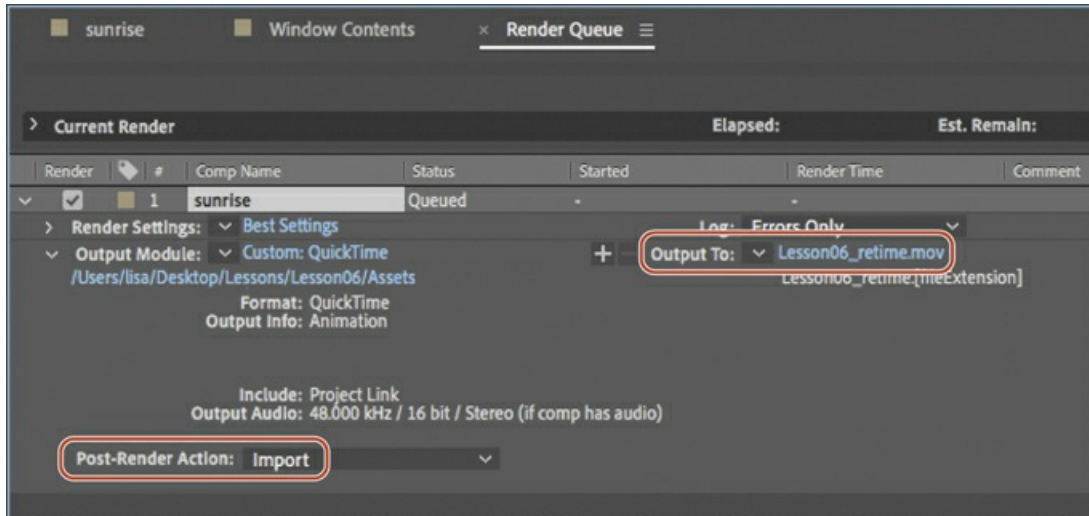 sunrise Window Contents × Render Queue
Current Render Elapsed: Est. Remain:
Render # Comp Name Status Started Render Time Comment
1 sunrise Queued - -
Render Settings: Best Settings Log: Errors Only
Output Module: Custom: QuickTime + Output To: Lesson06_retime.mov
/Users/lisa/Desktop/Lessons/Lesson06/Assets Lesson06_retime.[fileExtension]
Format: QuickTime
Output Info: Animation
Include: Project Link
Output Audio: 48.000 kHz / 16 bit / Stereo (if comp has audio)
Post-Render Action: Import